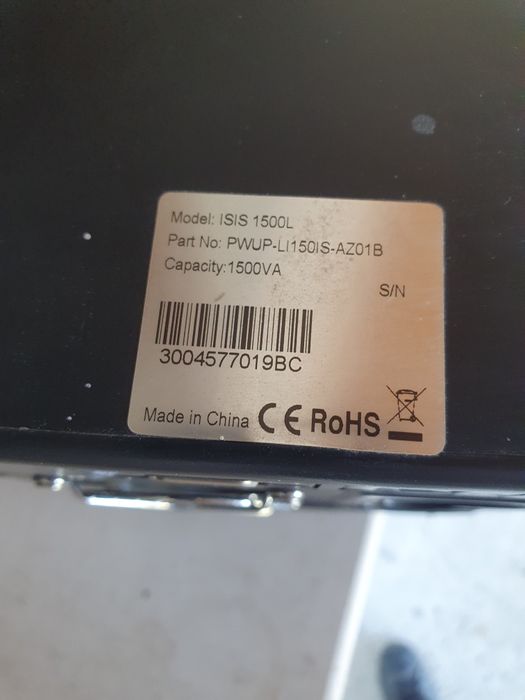 Model: ISIS 1500L
Part No: PWUP-LI150IS-AZ01B
Capacity:1500VA
S/N
3004577019BC
Made in China CE RoHS